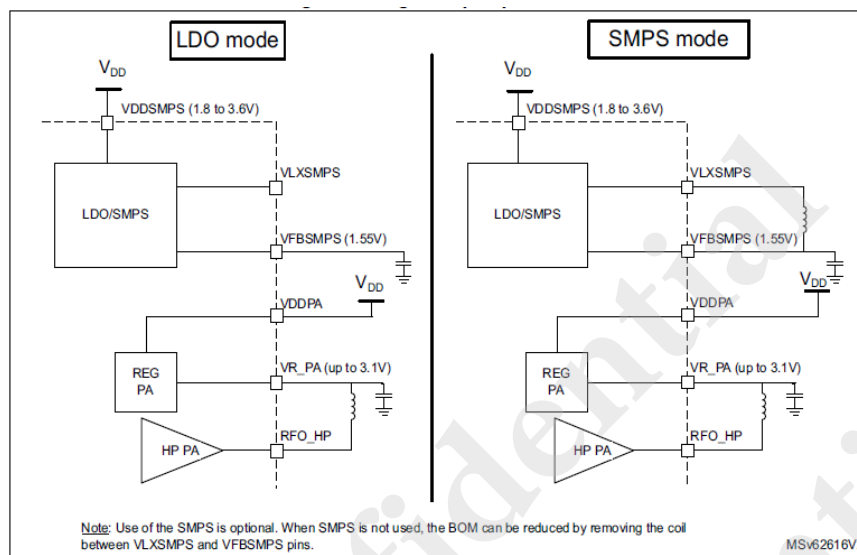 LDO mode
SMPS mode
VDD
VDDSMPS (1.8 to 3.6V)
LDO/SMPS
VLXSMPS
VFBSMPS (1.55V)
VDD
VDDPA
REG
PA
VR_PA (up to 3.1V)
RFO_HP
HP PA
VDD
VDDSMPS (1.8 to 3.6V)
LDO/SMPS
VLXSMPS
VFBSMPS (1.55V)
VDD
VDDPA
REG
PA
VR_PA (up to 3.1V)
RFO_HP
HP PA
Note: Use of the SMPS is optional. When SMPS is not used, the BOM can be reduced by removing the coil
between VLXSMPS and VFBSMPS pins.
MSv62616V